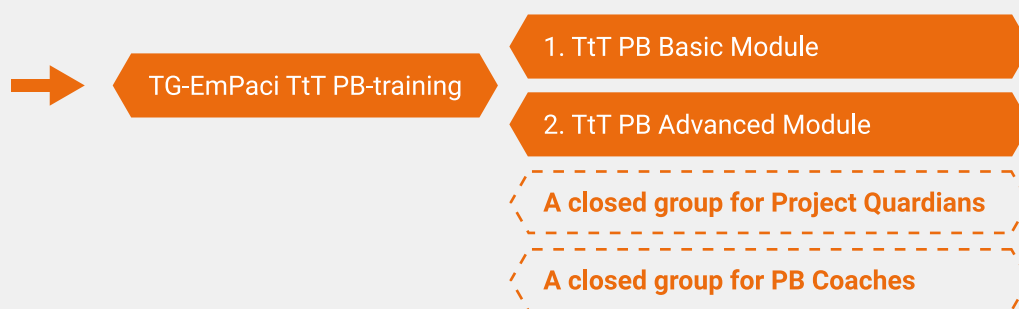 TG-EmPaci TtT PB-training
1. TtT PB Basic Module
2. TtT PB Advanced Module
A closed group for Project Quardians
A closed group for PB Coaches